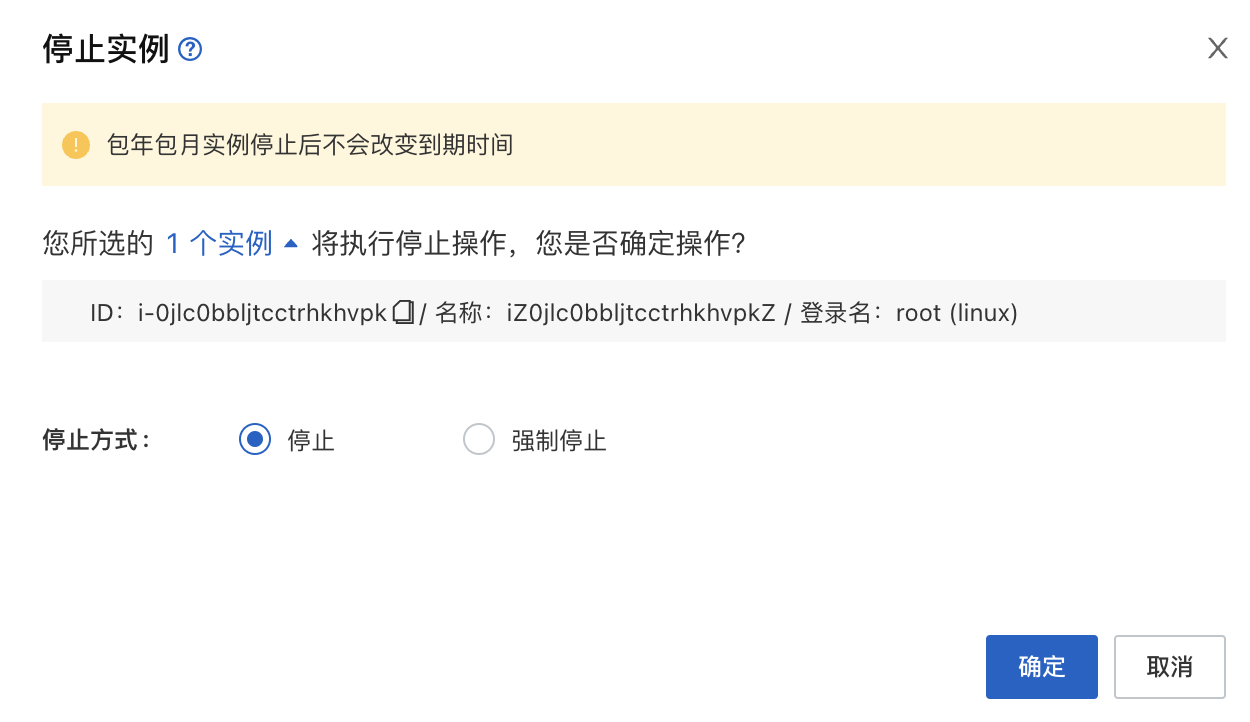 停止实例 ?
X
! 包年包月实例停止后不会改变到期时间
您所选的 1 个实例 将执行停止操作，您是否确定操作？
ID：i-0jlc0bbljtcctrhkhvpk / 名称：iZ0jlc0bbljtcctrhkhvpkZ / 登录名：root (linux)
停止方式： 停止 强制停止
确定 取消